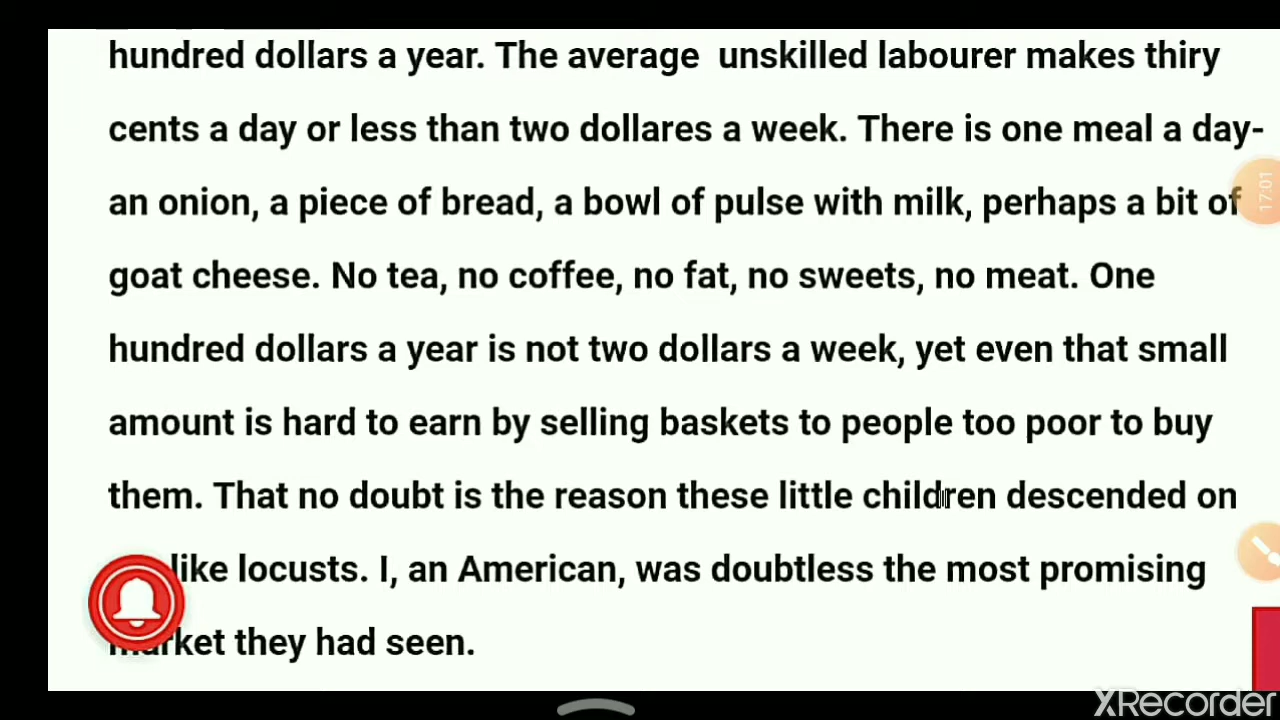 hundred dollars a year. The average unskilled labourer makes thiry
cents a day or less than two dollares a week. There is one meal a day-
an onion, a piece of bread, a bowl of pulse with milk, perhaps a bit of
goat cheese. No tea, no coffee, no fat, no sweets, no meat. One
hundred dollars a year is not two dollars a week, yet even that small
amount is hard to earn by selling baskets to people too poor to buy
them. That no doubt is the reason these little children descended on
like locusts. I, an American, was doubtless the most promising
market they had seen.
17:01
XRecorder